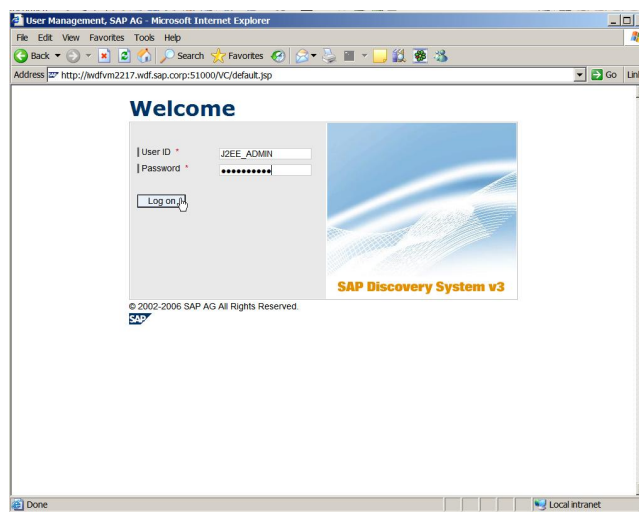 User Management, SAP AG - Microsoft Internet Explorer
File Edit View Favorites Tools Help
Back Search Favorites
Address http://iwdfvm2217.wdf.sap.corp:51000/VC/default.jsp Go Lin
Welcome
User ID * J2EE_ADMIN
Password * ••••••••••
Log on
SAP Discovery System v3
© 2002-2006 SAP AG All Rights Reserved.
SAP
Done Local intranet